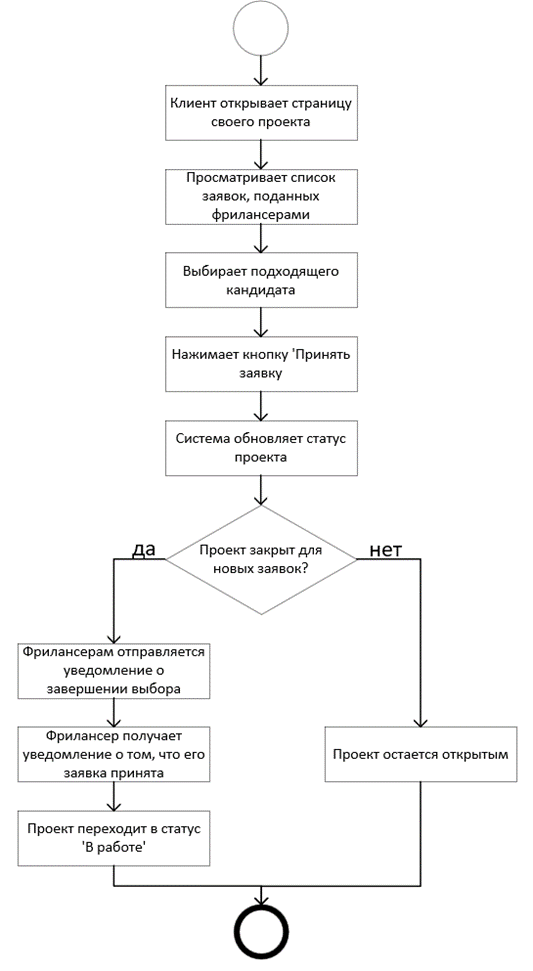 Клиент открывает страницу
своего проекта
Просматривает список
заявок, поданных
фрилансерами
Выбирает подходящего
кандидата
Нажимает кнопку 'Принять
заявку
Система обновляет статус
проекта
Проект закрыт для
новых заявок?
да
нет
Фрилансерам отправляется
уведомление о
завершении выбора
Фрилансер получает
уведомление о том, что его
заявка принята
Проект остается открытым
Проект переходит в статус
'В работе'